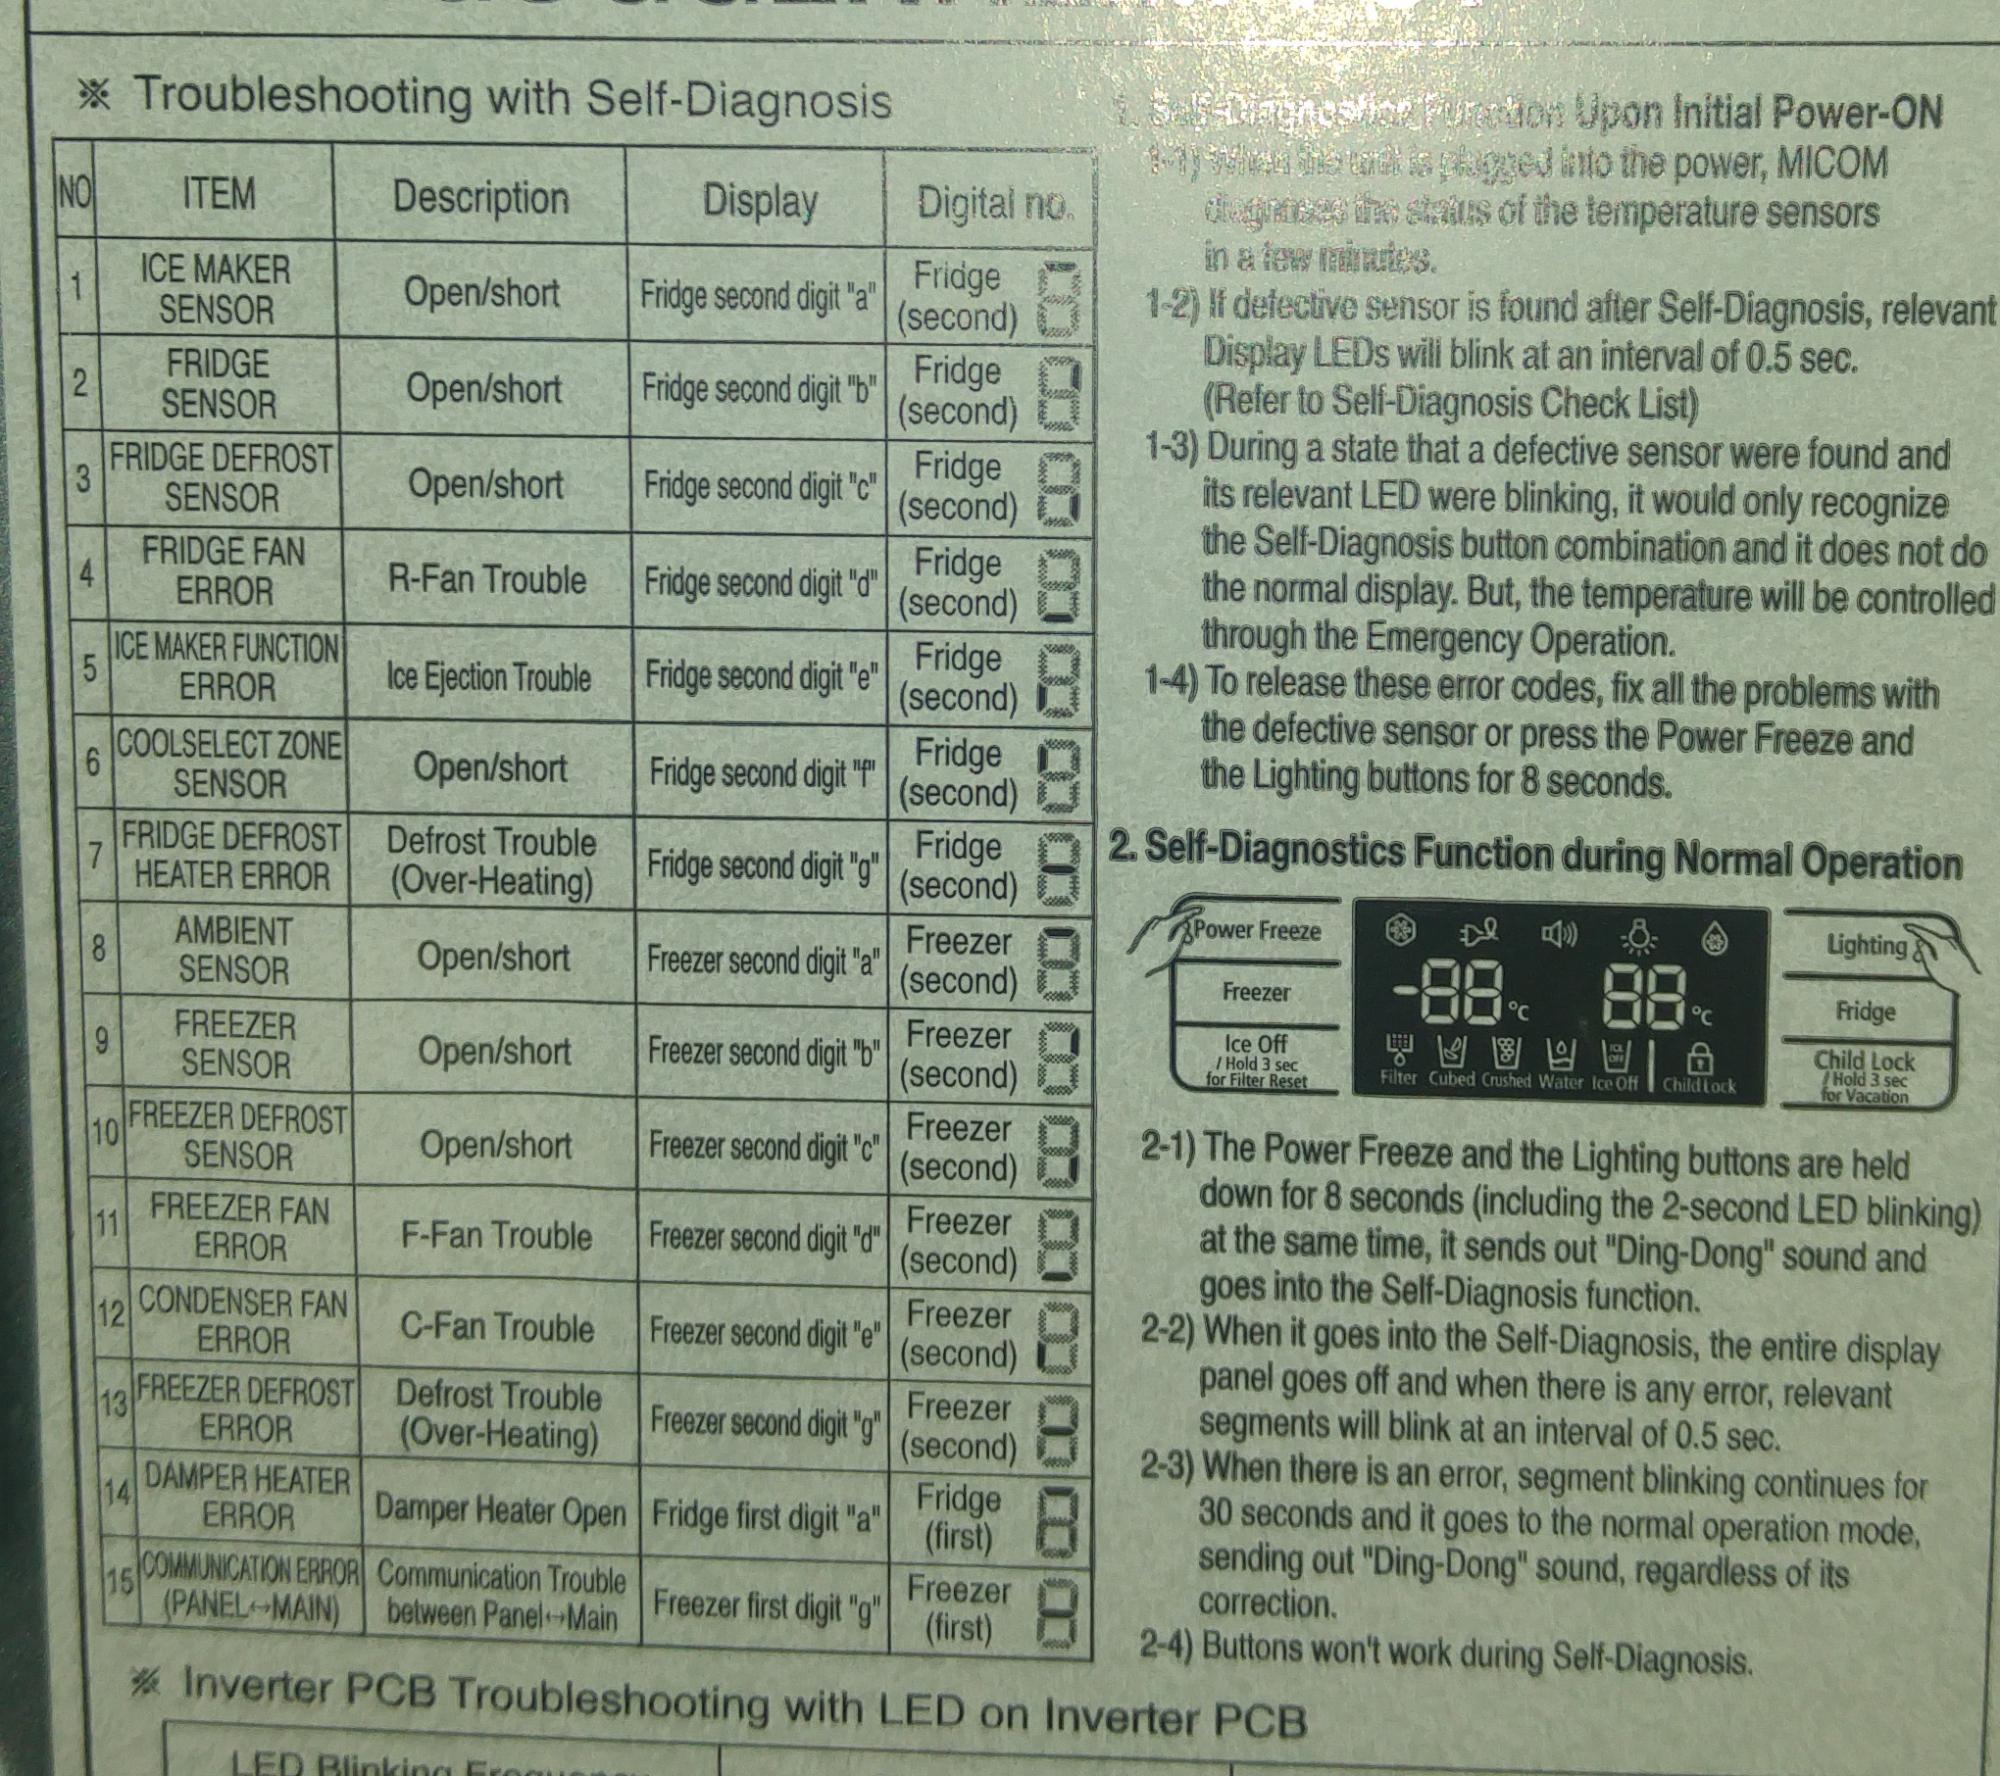 ※ Troubleshooting with Self-Diagnosis
NO ITEM Description Display Digital no.
1 ICE MAKER SENSOR Open/short Fridge second digit "a" Fridge (second)
2 FRIDGE SENSOR Open/short Fridge second digit "b" Fridge (second)
3 FRIDGE DEFROST SENSOR Open/short Fridge second digit "c" Fridge (second)
4 FRIDGE FAN ERROR R-Fan Trouble Fridge second digit "d" Fridge (second)
5 ICE MAKER FUNCTION ERROR Ice Ejection Trouble Fridge second digit "e" Fridge (second)
6 COOLSELECT ZONE SENSOR Open/short Fridge second digit "f" Fridge (second)
7 FRIDGE DEFROST HEATER ERROR Defrost Trouble (Over-Heating) Fridge second digit "g" Fridge (second)
8 AMBIENT SENSOR Open/short Freezer second digit "a" Freezer (second)
9 FREEZER SENSOR Open/short Freezer second digit "b" Freezer (second)
10 FREEZER DEFROST SENSOR Open/short Freezer second digit "c" Freezer (second)
11 FREEZER FAN ERROR F-Fan Trouble Freezer second digit "d" Freezer (second)
12 CONDENSER FAN ERROR C-Fan Trouble Freezer second digit "e" Freezer (second)
13 FREEZER DEFROST ERROR Defrost Trouble (Over-Heating) Freezer second digit "g" Freezer (second)
14 DAMPER HEATER ERROR Damper Heater Open Fridge first digit "a" Fridge (first)
15 COMMUNICATION ERROR (PANEL↔MAIN) Communication Trouble between Panel↔Main Freezer first digit "g" Freezer (first)
※ Inverter PCB Troubleshooting with LED on Inverter PCB
LED Blinking Frequency
1. Self-Diagnostics Function Upon Initial Power-ON
1-1) When the unit is plugged into the power, MICOM
diagnoses the status of the temperature sensors
in a few minutes.
1-2) If defective sensor is found after Self-Diagnosis, relevant
Display LEDs will blink at an interval of 0.5 sec.
(Refer to Self-Diagnosis Check List)
1-3) During a state that a defective sensor were found and
its relevant LED were blinking, it would only recognize
the Self-Diagnosis button combination and it does not do
the normal display. But, the temperature will be controlled
through the Emergency Operation.
1-4) To release these error codes, fix all the problems with
the defective sensor or press the Power Freeze and
the Lighting buttons for 8 seconds.
2. Self-Diagnostics Function during Normal Operation
Power Freeze
Freezer
Ice Off
/ Hold 3 sec
for Filter Reset
-88 °C 88 °C
Filter Cubed Crushed Water Ice Off Child Lock
Lighting
Fridge
Child Lock
/ Hold 3 sec
for Vacation
2-1) The Power Freeze and the Lighting buttons are held
down for 8 seconds (including the 2-second LED blinking)
at the same time, it sends out "Ding-Dong" sound and
goes into the Self-Diagnosis function.
2-2) When it goes into the Self-Diagnosis, the entire display
panel goes off and when there is any error, relevant
segments will blink at an interval of 0.5 sec.
2-3) When there is an error, segment blinking continues for
30 seconds and it goes to the normal operation mode,
sending out "Ding-Dong" sound, regardless of its
correction.
2-4) Buttons won't work during Self-Diagnosis.